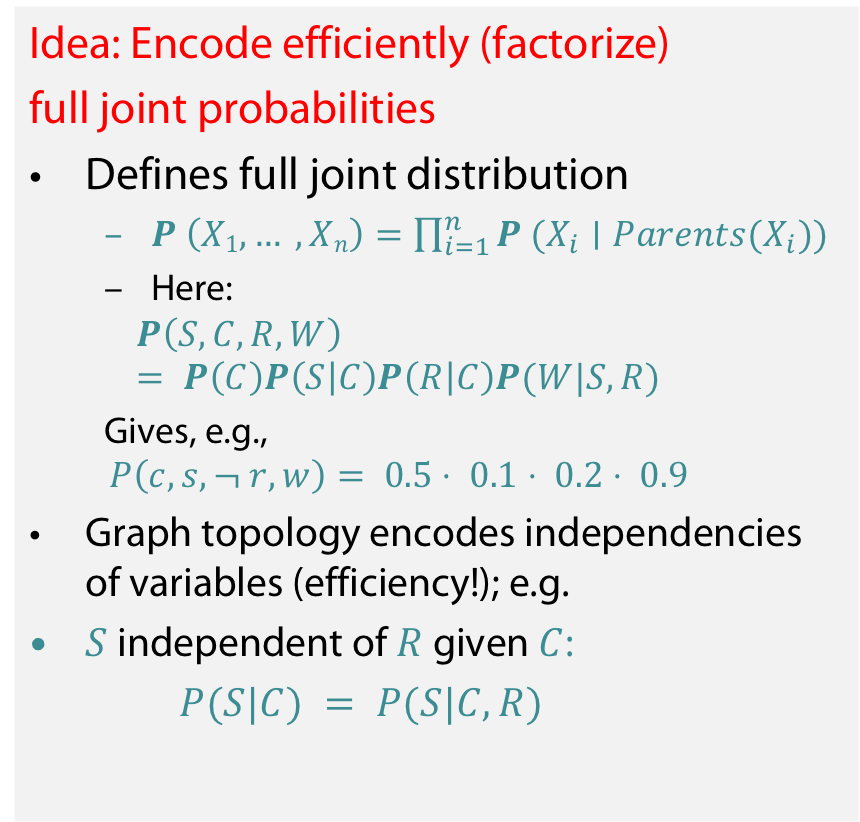 Idea: Encode efficiently (factorize)
full joint probabilities
• Defines full joint distribution
– P (X₁, … , Xₙ) = ∏ⁿᵢ₌₁ P (Xᵢ ∣ Parents(Xᵢ))
– Here:
P(S, C, R, W)
= P(C)P(S|C)P(R|C)P(W|S, R)
Gives, e.g.,
P(c, s, ¬ r, w) = 0.5 · 0.1 · 0.2 · 0.9
• Graph topology encodes independencies
of variables (efficiency!); e.g.
• S independent of R given C:
P(S|C) = P(S|C, R)